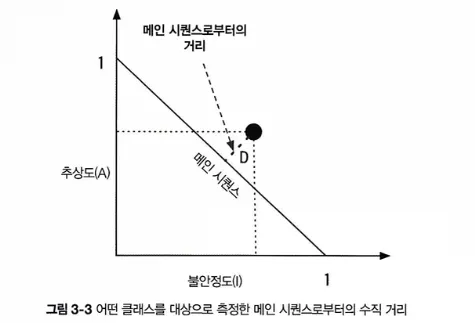 메인 시퀀스로부터의
거리
1
D
추상도(A)
메인 시퀀스
불안정도(I)
1
그림 3-3 어떤 클래스를 대상으로 측정한 메인 시퀀스로부터의 수직 거리